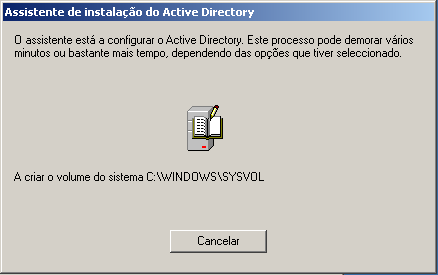 Assistente de instalação do Active Directory
O assistente está a configurar o Active Directory. Este processo pode demorar vários
minutos ou bastante mais tempo, dependendo das opções que tiver seleccionado.
A criar o volume do sistema C:\WINDOWS\SYSVOL
Cancelar